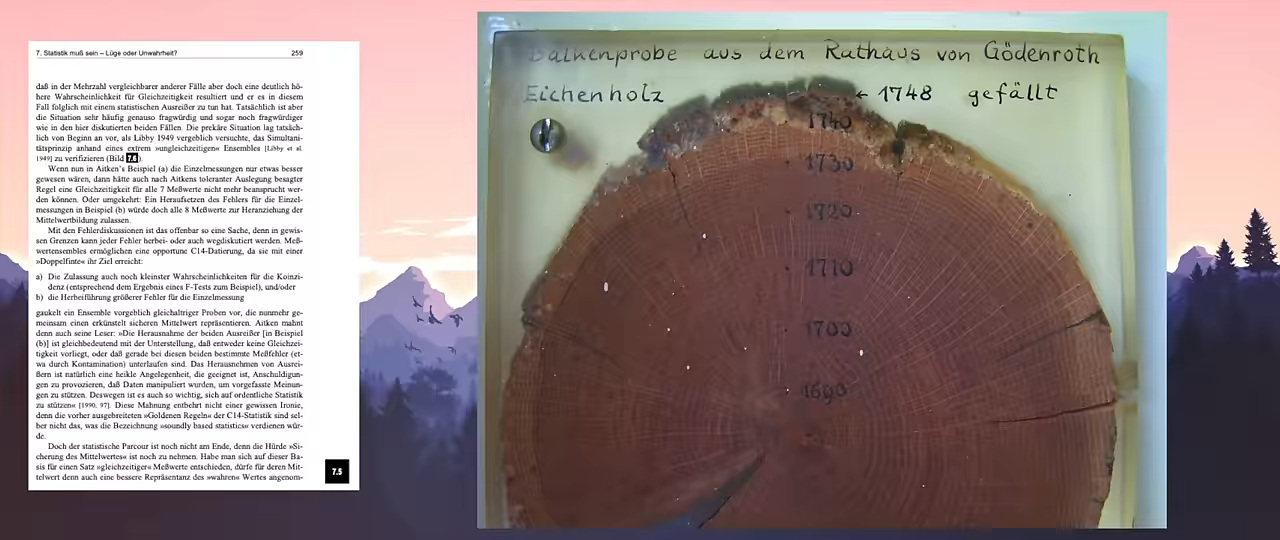 7. Statistik muß sein – Lüge oder Unwahrheit? 259
daß in der Mehrzahl vergleichbarer anderer Fälle aber doch eine deutlich hö-
here Wahrscheinlichkeit für Gleichzeitigkeit resultiert und er es in diesem
Fall folglich mit einem statistischen Ausreißer zu tun hat. Tatsächlich ist aber
die Situation sehr häufig genauso fragwürdig und sogar noch fragwürdiger
wie in den hier diskutierten beiden Fällen. Die prekäre Situation lag tatsäch-
lich von Beginn an vor, als Libby 1949 vergeblich versuchte, das Simultani-
tätsprinzip anhand eines extrem »ungleichzeitigen« Ensembles [Libby et al.
1949] zu verifizieren (Bild 7.6).
Wenn nun in Aitken's Beispiel (a) die Einzelmessungen nur etwas besser
gewesen wären, dann hätte auch nach Aitkens toleranter Auslegung besagter
Regel eine Gleichzeitigkeit für alle 7 Meßwerte nicht mehr beansprucht wer-
den können. Oder umgekehrt: Ein Heraufsetzen des Fehlers für die Einzel-
messungen in Beispiel (b) würde doch alle 8 Meßwerte zur Heranziehung der
Mittelwertbildung zulassen.
Mit den Fehlerdiskussionen ist das offenbar so eine Sache, denn in gewis-
sen Grenzen kann jeder Fehler herbei- oder auch wegdiskutiert werden. Meß-
wertensembles ermöglichen eine opportune C14-Datierung, da sie mit einer
»Doppelfinte« ihr Ziel erreicht:
a) Die Zulassung auch noch kleinster Wahrscheinlichkeiten für die Koinzi-
denz (entsprechend dem Ergebnis eines F-Tests zum Beispiel), und/oder
b) die Herbeiführung größerer Fehler für die Einzelmessung
gaukelt ein Ensemble vorgeblich gleichaltriger Proben vor, die nunmehr ge-
meinsam einen erkünstelt sicheren Mittelwert repräsentieren. Aitken mahnt
denn auch seine Leser: »Die Herausnahme der beiden Ausreißer [in Beispiel
(b)] ist gleichbedeutend mit der Unterstellung, daß entweder keine Gleichzei-
tigkeit vorliegt, oder daß gerade bei diesen beiden bestimmte Meßfehler (et-
wa durch Kontamination) unterlaufen sind. Das Herausnehmen von Ausrei-
ßern ist natürlich eine heikle Angelegenheit, die geeignet ist, Anschuldigun-
gen zu provozieren, daß Daten manipuliert wurden, um vorgefasste Meinun-
gen zu stützen. Deswegen ist es auch so wichtig, sich auf ordentliche Statistik
zu stützen« [1990, 97]. Diese Mahnung entbehrt nicht einer gewissen Ironie,
denn die vorher ausgebreiteten »Goldenen Regeln« der C14-Statistik sind sel-
ber nicht das, was die Bezeichnung »soundly based statistics« verdienen wür-
de.
Doch der statistische Parcour ist noch nicht am Ende, denn die Hürde »Si-
cherung des Mittelwertes« ist noch zu nehmen. Habe man sich auf dieser Ba-
sis für einen Satz »gleichzeitiger« Meßwerte entschieden, dürfe für deren Mit-
telwert denn auch eine bessere Repräsentanz des »wahren« Wertes angenom-
7.5
Balkenprobe aus dem Rathaus von Gödenroth
Eichenholz ← 1748 gefällt
1740
1730
1720
1710
1700
1690